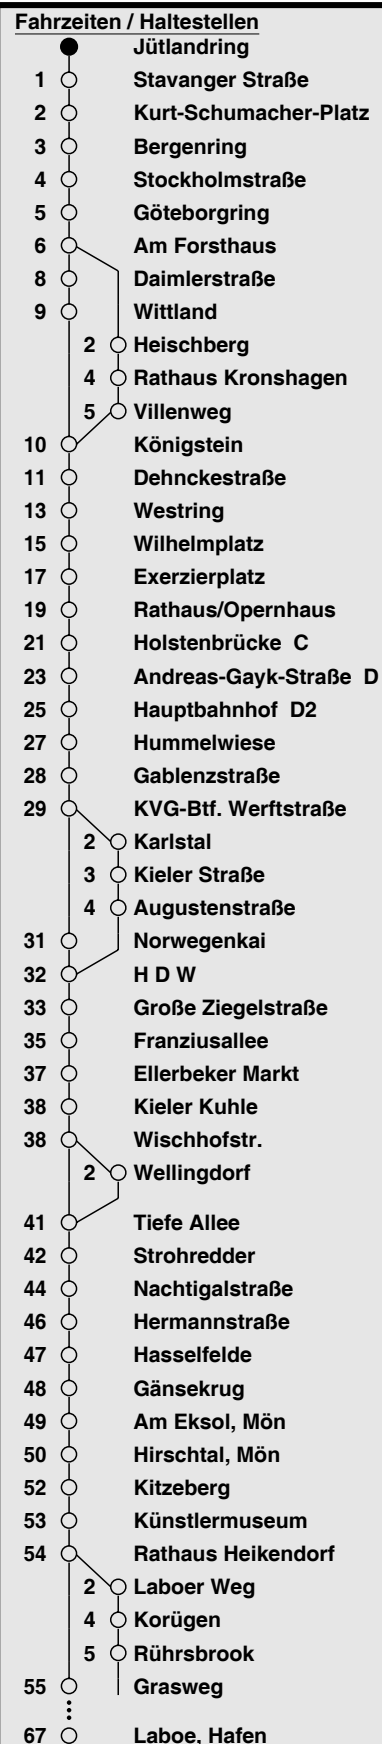 Fahrzeiten / Haltestellen
Jütlandring
1 Stavanger Straße
2 Kurt-Schumacher-Platz
3 Bergenring
4 Stockholmstraße
5 Göteborgring
6 Am Forsthaus
8 Daimlerstraße
9 Wittland
2 Heischberg
4 Rathaus Kronshagen
5 Villenweg
10 Königstein
11 Dehnckestraße
13 Westring
15 Wilhelmplatz
17 Exerzierplatz
19 Rathaus/Opernhaus
21 Holstenbrücke C
23 Andreas-Gayk-Straße D
25 Hauptbahnhof D2
27 Hummelwiese
28 Gablenzstraße
29 KVG-Btf. Werftstraße
2 Karlstal
3 Kieler Straße
4 Augustenstraße
31 Norwegenkai
32 H D W
33 Große Ziegelstraße
35 Franziusallee
37 Ellerbeker Markt
38 Kieler Kuhle
38 Wischhofstr.
2 Wellingdorf
41 Tiefe Allee
42 Strohredder
44 Nachtigalstraße
46 Hermannstraße
47 Hasselfelde
48 Gänsekrug
49 Am Eksol, Mön
50 Hirschtal, Mön
52 Kitzeberg
53 Künstlermuseum
54 Rathaus Heikendorf
2 Laboer Weg
4 Korügen
5 Rührsbrook
55 Grasweg
67 Laboe, Hafen